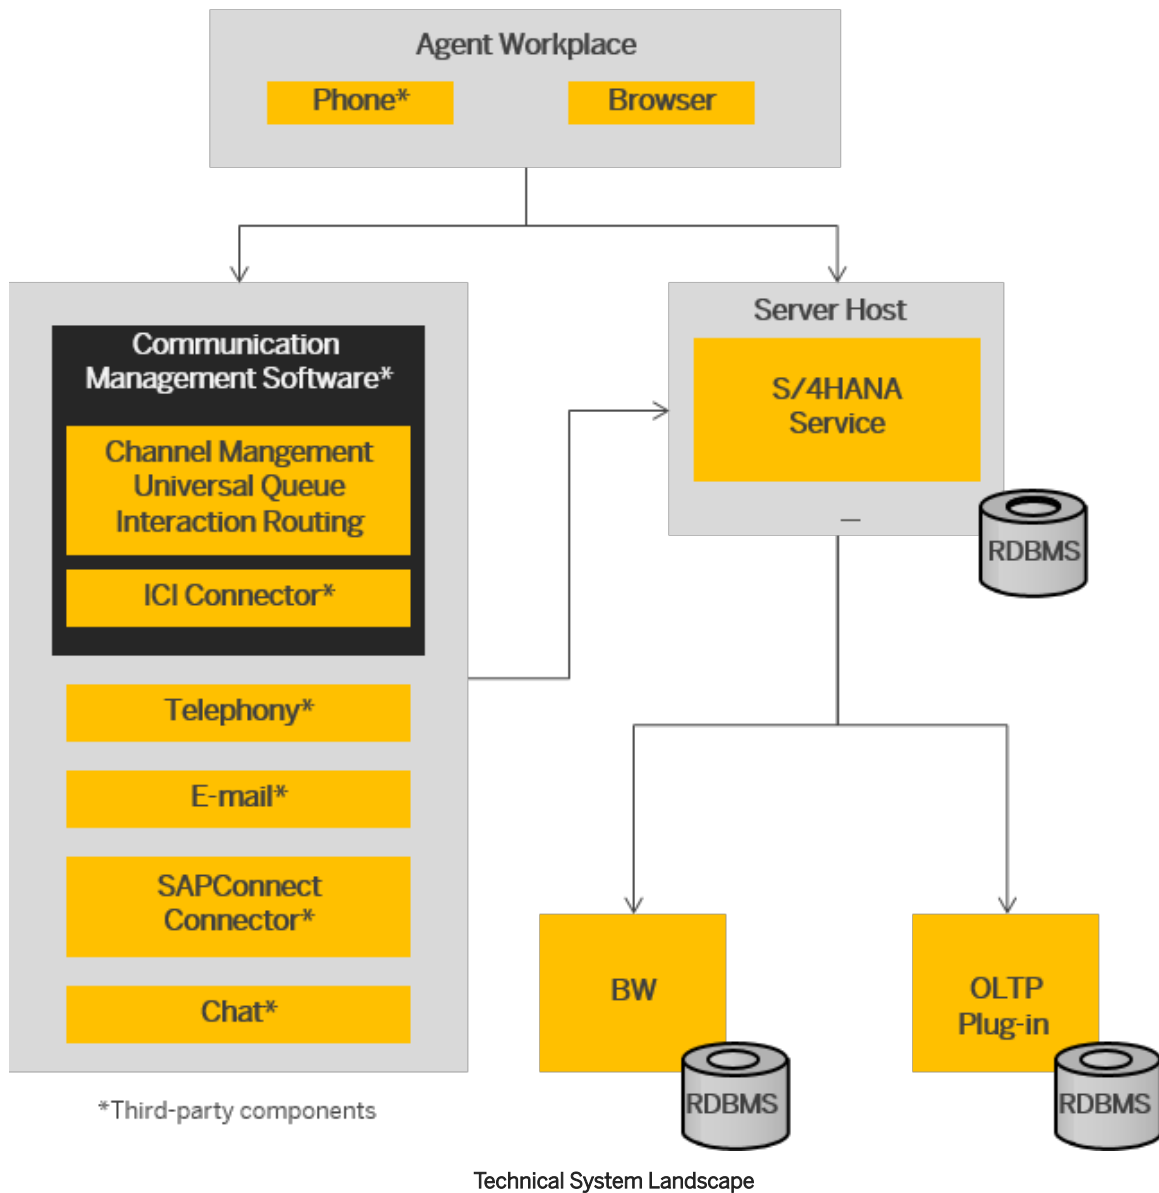 Agent Workplace
Phone*
Browser
Communication
Management Software*
Channel Mangement
Universal Queue
Interaction Routing
ICI Connector*
Telephony*
E-mail*
SAPConnect
Connector*
Chat*
*Third-party components
Server Host
S/4HANA
Service
_
RDBMS
BW
RDBMS
OLTP
Plug-in
RDBMS
Technical System Landscape